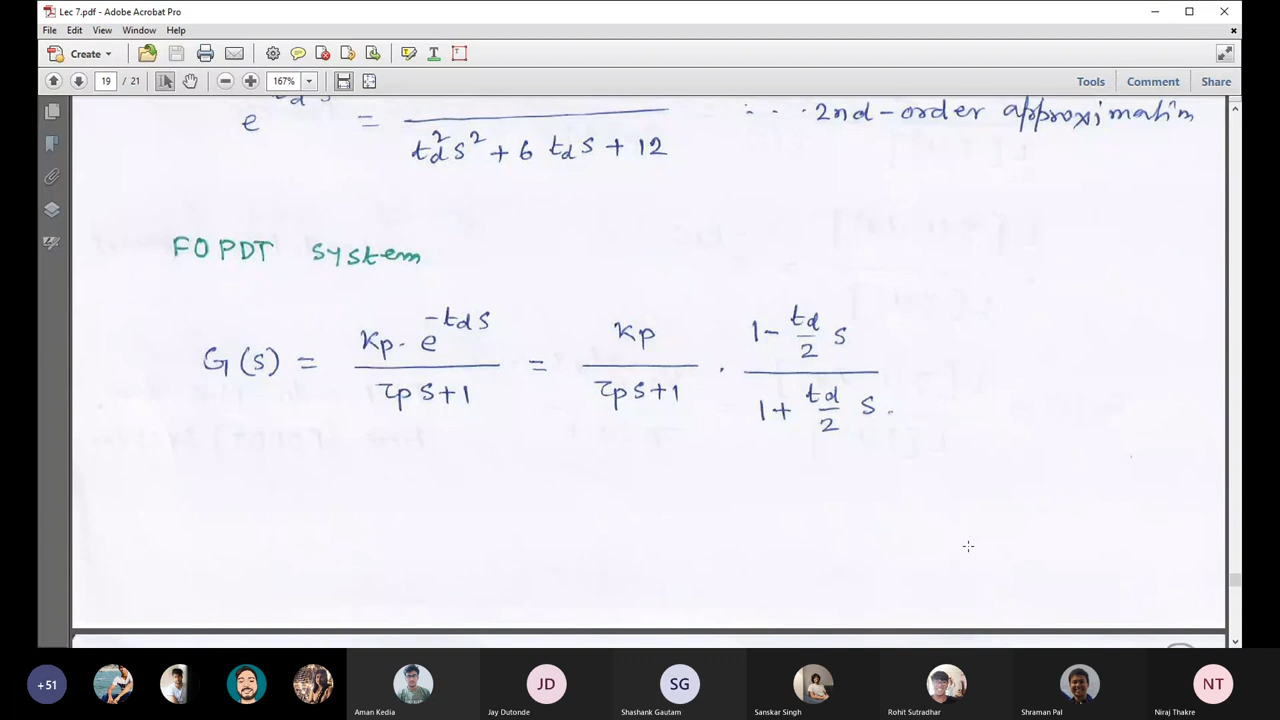 Lec 7.pdf - Adobe Acrobat Pro
File Edit View Window Help
Create
19 / 21 167% Tools Comment Share
e = 
td²s² + 6 tds + 12
: . . . 2nd-order approximation
FOPDT system
G(s) = Kp · e^(-tds) / (τps+1) = Kp / (τps+1) · (1 - td/2 s) / (1 + td/2 s).
+51 JD SG NT
Aman Kedia Jay Dutonde Shashank Gautam Sanskar Singh Rohit Sutradhar Shraman Pal Niraj Thakre